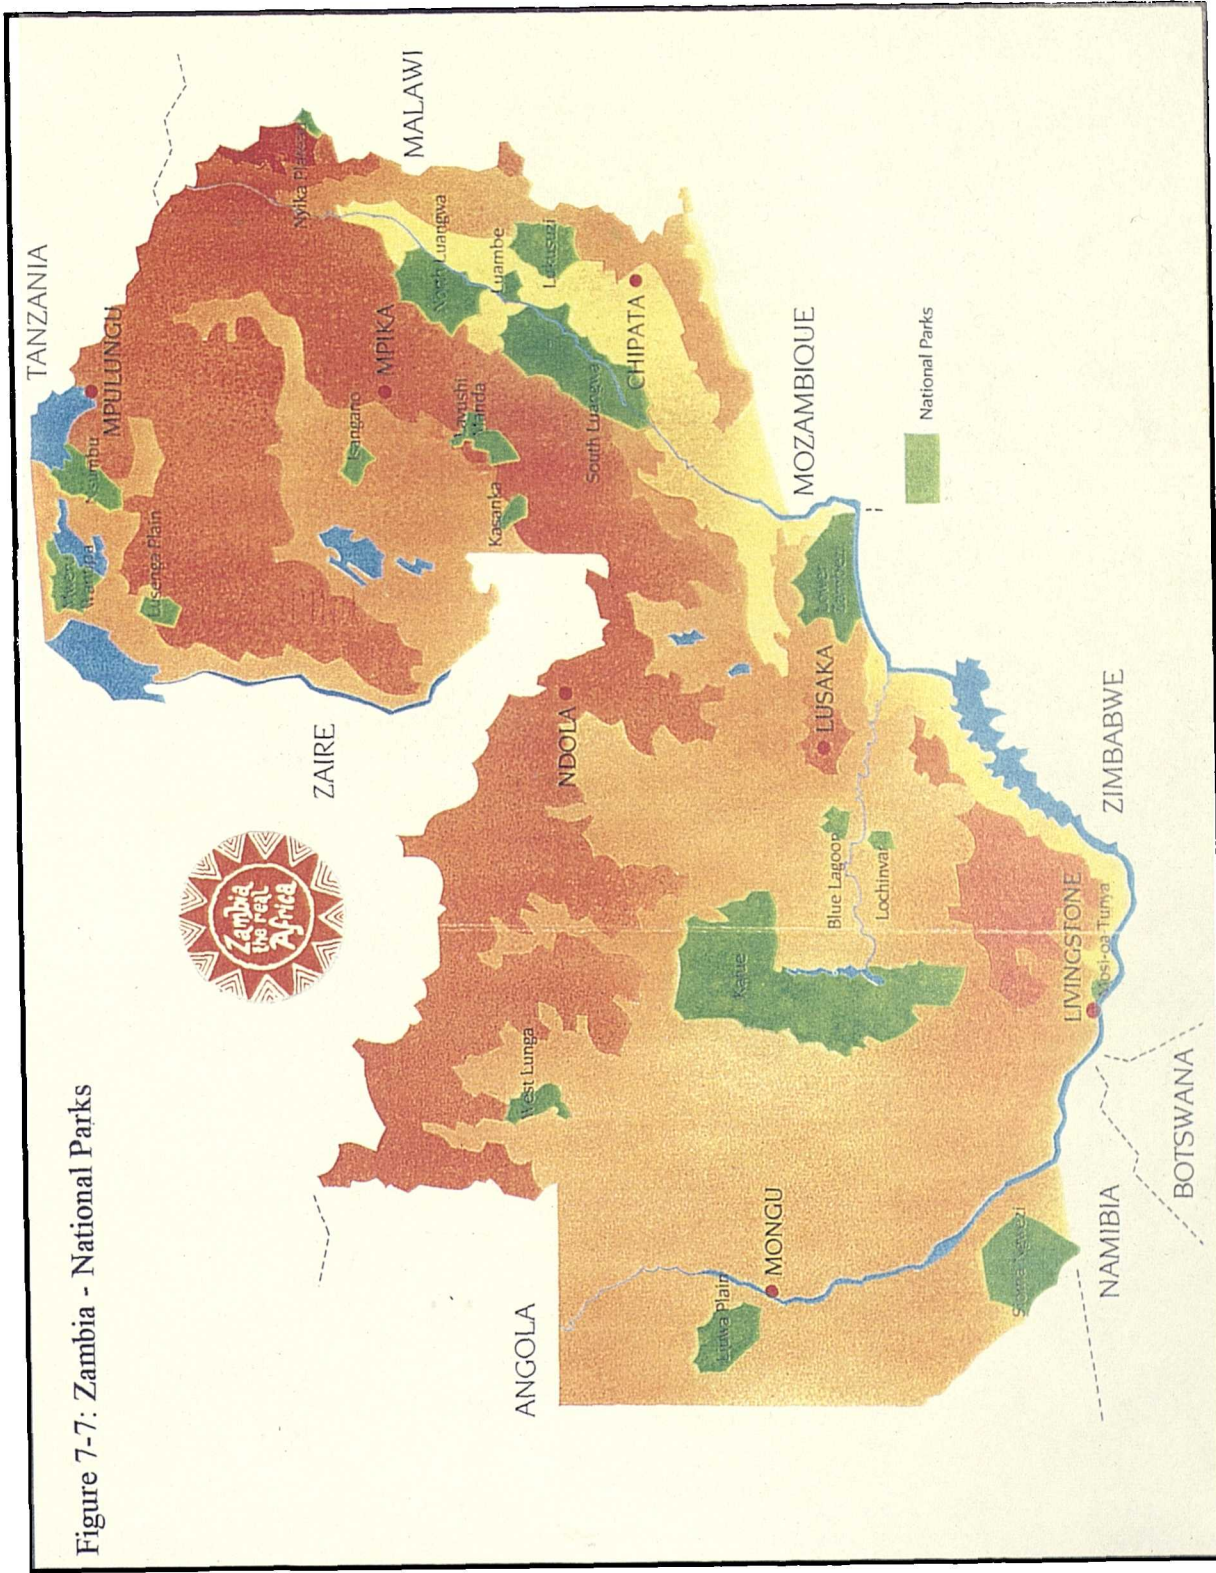 Figure 7-7: Zambia - National Parks
Zambia
the real
Africa
TANZANIA
MPULUNGU
Nsumbu
Mweru
Wantipa
Lusenga Plain
Isangano
MPIKA
Lavushi
Manda
Kasanka
Nyika Plateau
MALAWI
North Luangwa
Luambe
Lukusuzi
South Luangwa
CHIPATA
MOZAMBIQUE
National Parks
ZAIRE
NDOLA
LUSAKA
Lower
Zambezi
ZIMBABWE
Blue Lagoon
Lochinvar
Kafue
West Lunga
LIVINGSTONE
Mosi-oa-Tunya
ANGOLA
MONGU
Liuwa Plain
Sioma Ngwezi
NAMIBIA
BOTSWANA